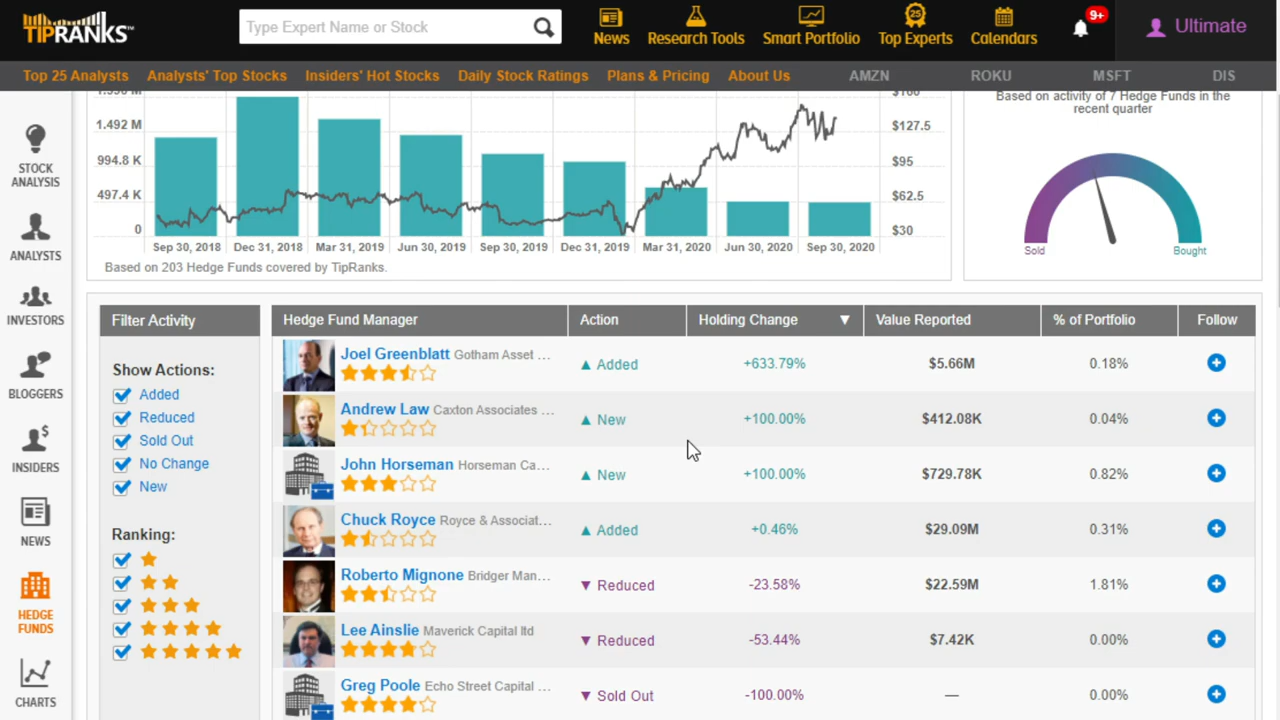 TIPRANKS
Type Expert Name or Stock
News
Research Tools
Smart Portfolio
25
Top Experts
Calendars
9+
Ultimate
Top 25 Analysts
Analysts' Top Stocks
Insiders' Hot Stocks
Daily Stock Ratings
Plans & Pricing
About Us
AMZN
ROKU
MSFT
DIS
STOCK
ANALYSIS
ANALYSTS
INVESTORS
BLOGGERS
INSIDERS
NEWS
HEDGE
FUNDS
CHARTS
1.990 M
1.492 M
994.8 K
497.4 K
0
$160
$127.5
$95
$62.5
$30
Sep 30, 2018
Dec 31, 2018
Mar 31, 2019
Jun 30, 2019
Sep 30, 2019
Dec 31, 2019
Mar 31, 2020
Jun 30, 2020
Sep 30, 2020
Based on 203 Hedge Funds covered by TipRanks.
Based on activity of 7 Hedge Funds in the
recent quarter
Sold
Bought
Filter Activity
Show Actions:
Added
Reduced
Sold Out
No Change
New
Ranking:
Hedge Fund Manager Action Holding Change ▼ Value Reported % of Portfolio Follow
Joel Greenblatt Gotham Asset ... ▲ Added +633.79% $5.66M 0.18%
Andrew Law Caxton Associates ... ▲ New +100.00% $412.08K 0.04%
John Horseman Horseman Ca... ▲ New +100.00% $729.78K 0.82%
Chuck Royce Royce & Associat... ▲ Added +0.46% $29.09M 0.31%
Roberto Mignone Bridger Man... ▼ Reduced -23.58% $22.59M 1.81%
Lee Ainslie Maverick Capital ltd ▼ Reduced -53.44% $7.42K 0.00%
Greg Poole Echo Street Capital ... ▼ Sold Out -100.00% — 0.00%